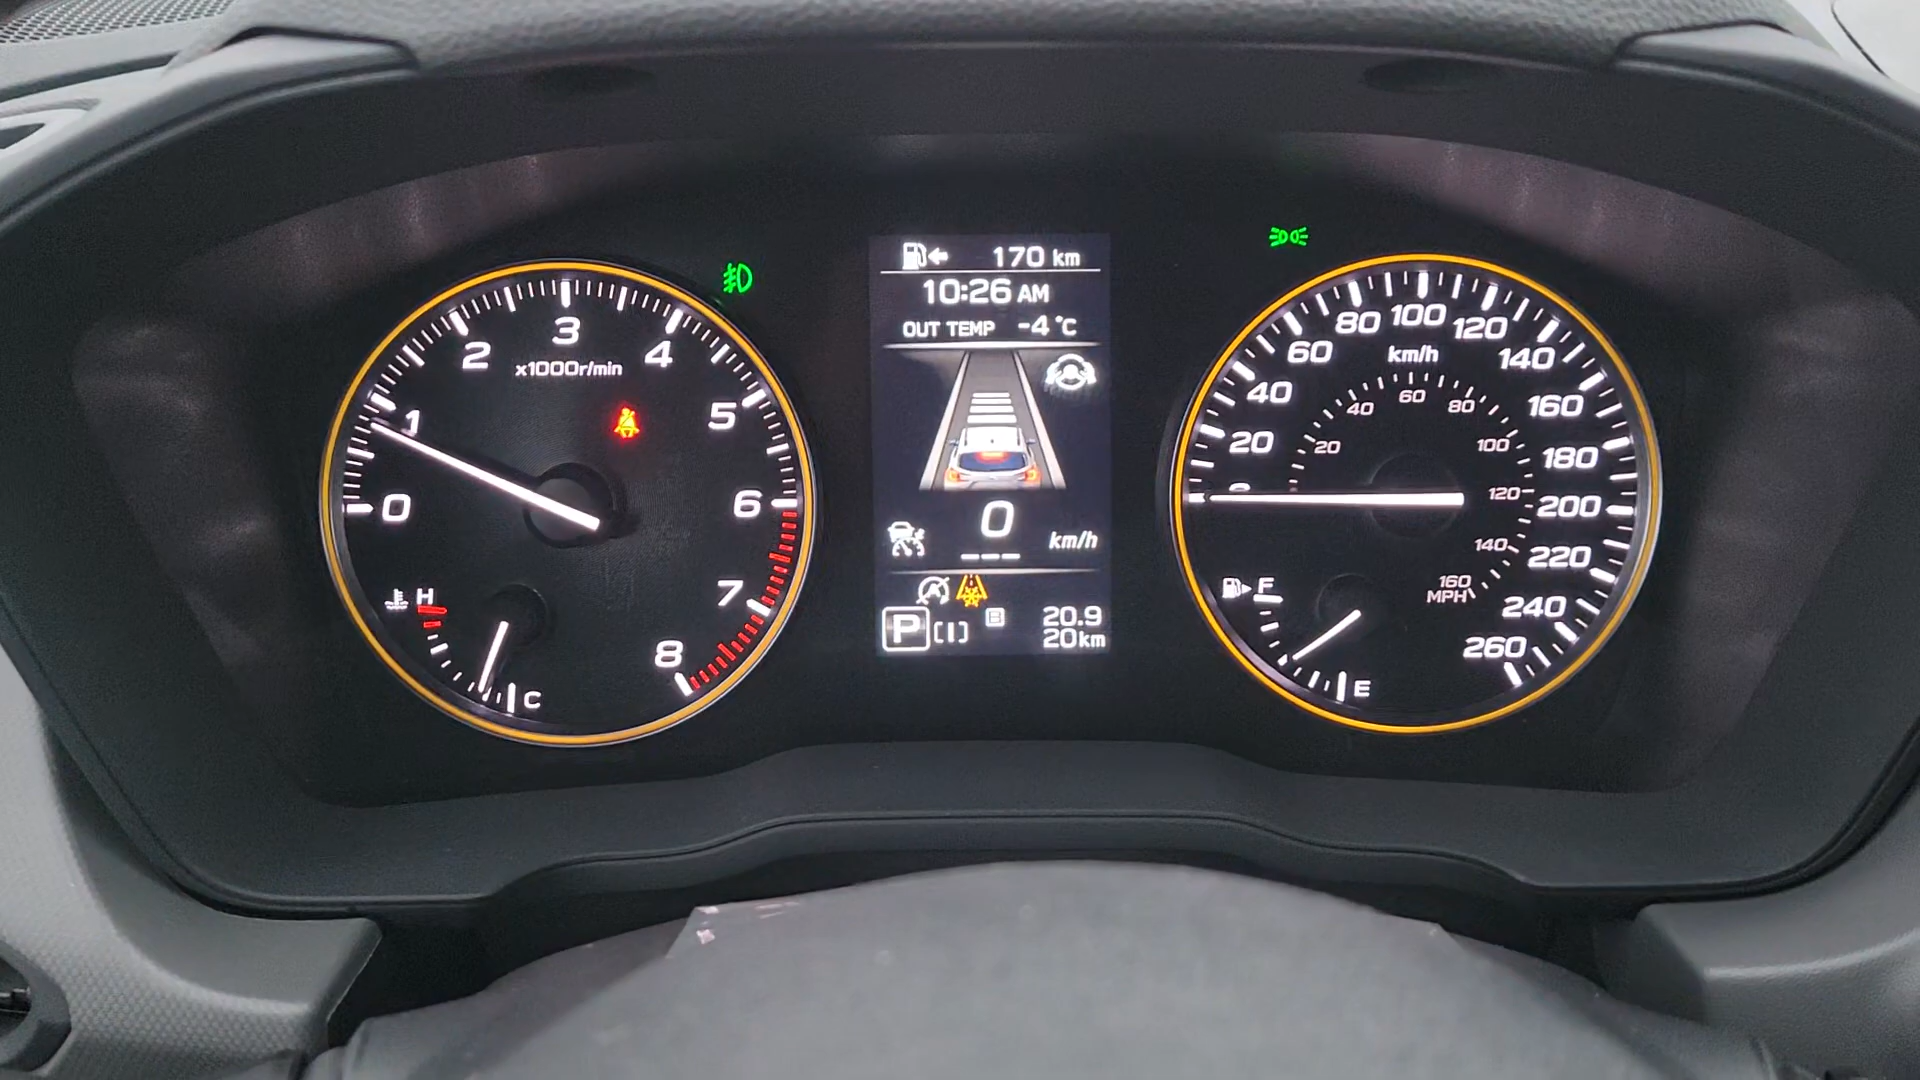 170 km
10:26 AM
OUT TEMP -4 °C
0
km/h
---
P [I] B 20.9
20km
0
1
2
3
4
5
6
7
8
x1000r/min
H
C
20
40
60
80
100
120
140
160
180
200
220
240
260
km/h
20
40
60
80
100
120
140
160
MPH
F
E